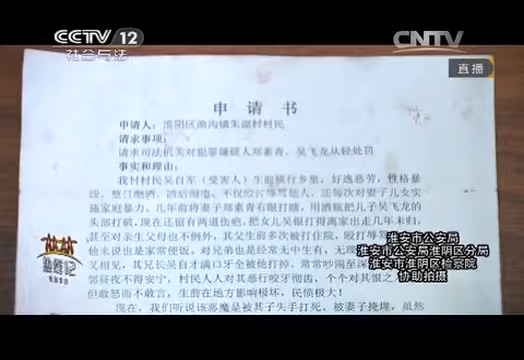 CCTV 12
社会与法
CNTV
直播
申请书
申请人：淮阴区渔沟镇朱湖村村民
请求事项：
请求司法机关对犯罪嫌疑人郑素青、吴飞龙从轻处罚
事实和理由：
我村村民吴自军（受害人）生前横行乡里，好逸恶劳，性格暴
躁，整日酗酒，酒后闹事，不仅殴打辱骂他人，还每次对妻子儿女实
施家庭暴力。几年前将妻子郑素青右眼打瞎，用酒瓶把儿子吴飞龙的
头部打破，现在还留有两道伤疤，把女儿吴银打得离家出走几年未归。
甚至对亲生父母也不例外，其父生前多次被打住院，殴打辱骂
他来说也是家常便饭。对兄弟也是经常无中生有，无理
叉相见，其兄长吴自才满口牙全被他打掉，常常吵闹至深
邻昼夜不得安宁，村民人人对其恶行咬牙彻齿，个个对其恨之
但敢怒而不敢言，生前在地方影响极坏，民愤极大！
现在，我们听说该恶魔是被其子失手打死、被妻子掩埋，虽然
淮安市公安局
淮安市公安局淮阴区分局
淮安市淮阴区检察院
协助拍摄
热线